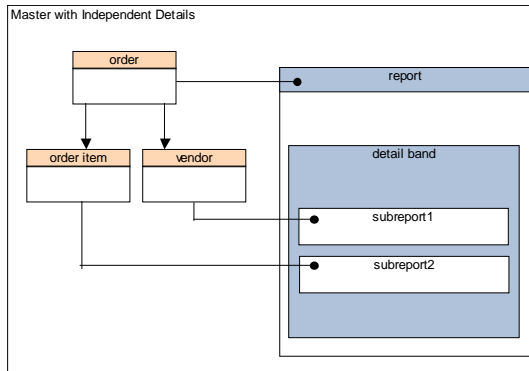 Master with Independent Details
order
report
order item
vendor
detail band
subreport1
subreport2